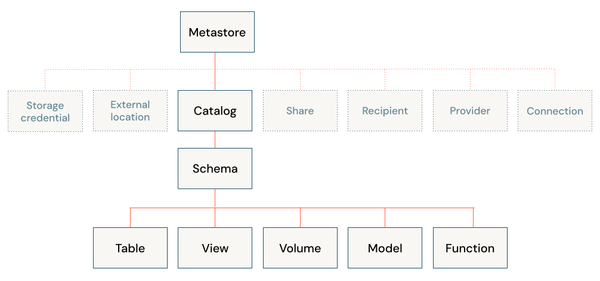 Metastore
Storage
credential
External
location
Catalog
Share
Recipient
Provider
Connection
Schema
Table
View
Volume
Model
Function